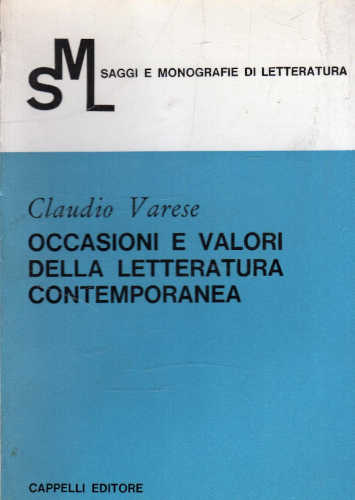 SML SAGGI E MONOGRAFIE DI LETTERATURA
Claudio Varese
OCCASIONI E VALORI
DELLA LETTERATURA
CONTEMPORANEA
CAPPELLI EDITORE